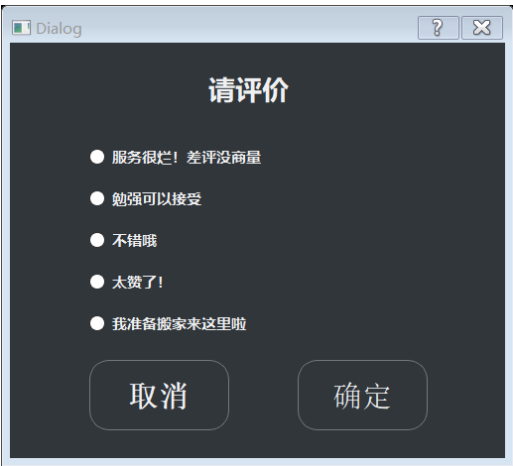 Dialog
请评价
服务很烂！差评没商量
勉强可以接受
不错哦
太赞了！
我准备搬家来这里啦
取消
确定